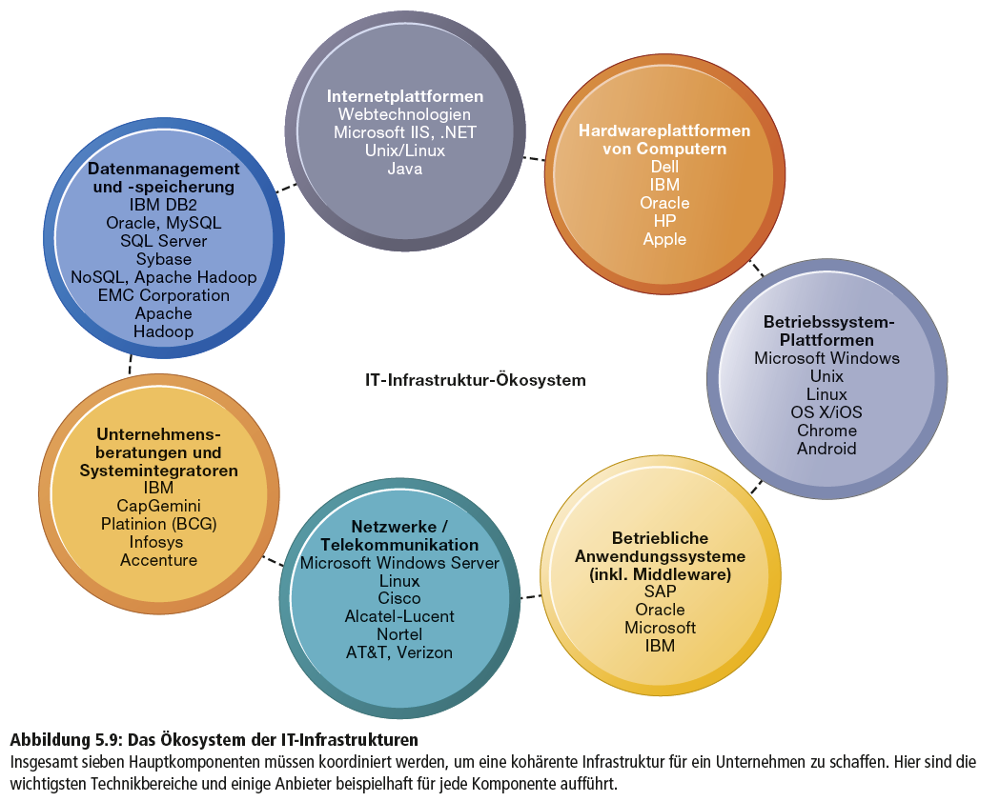 Internetplattformen
Webtechnologien
Microsoft IIS, .NET
Unix/Linux
Java
Hardwareplattformen
von Computern
Dell
IBM
Oracle
HP
Apple
Betriebssystem-
Plattformen
Microsoft Windows
Unix
Linux
OS X/iOS
Chrome
Android
Betriebliche
Anwendungssysteme
(inkl. Middleware)
SAP
Oracle
Microsoft
IBM
Netzwerke /
Telekommunikation
Microsoft Windows Server
Linux
Cisco
Alcatel-Lucent
Nortel
AT&T, Verizon
Unternehmens-
beratungen und
Systemintegratoren
IBM
CapGemini
Platinion (BCG)
Infosys
Accenture
Datenmanagement
und -speicherung
IBM DB2
Oracle, MySQL
SQL Server
Sybase
NoSQL, Apache Hadoop
EMC Corporation
Apache
Hadoop
IT-Infrastruktur-Ökosystem
Abbildung 5.9: Das Ökosystem der IT-Infrastrukturen
Insgesamt sieben Hauptkomponenten müssen koordiniert werden, um eine kohärente Infrastruktur für ein Unternehmen zu schaffen. Hier sind die
wichtigsten Technikbereiche und einige Anbieter beispielhaft für jede Komponente aufführt.